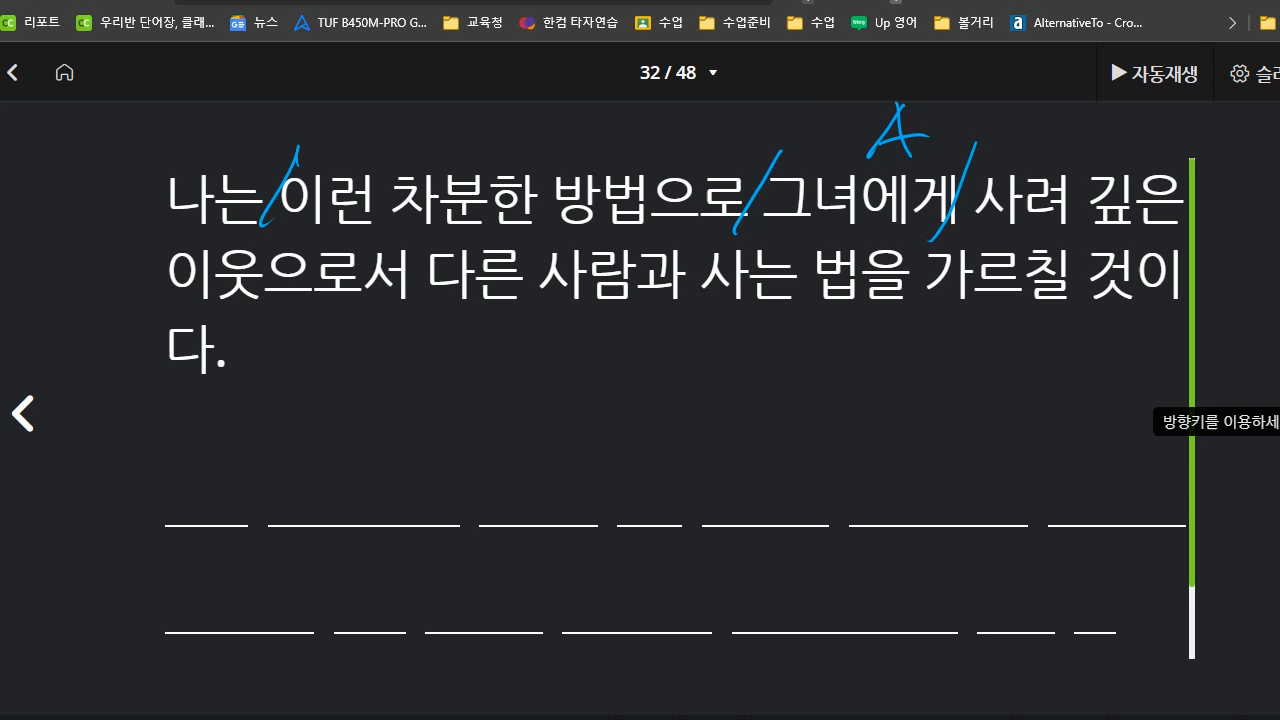 리포트 우리반 단어장, 클래... 뉴스 TUF B450M-PRO G... 교육청 한컴 타자연습 수업 수업준비 수업 Up 영어 볼거리 AlternativeTo - Cro...
32 / 48 자동재생
A
나는 이런 차분한 방법으로 그녀에게 사려 깊은
이웃으로서 다른 사람과 사는 법을 가르칠 것이
다.
방향키를 이용하세